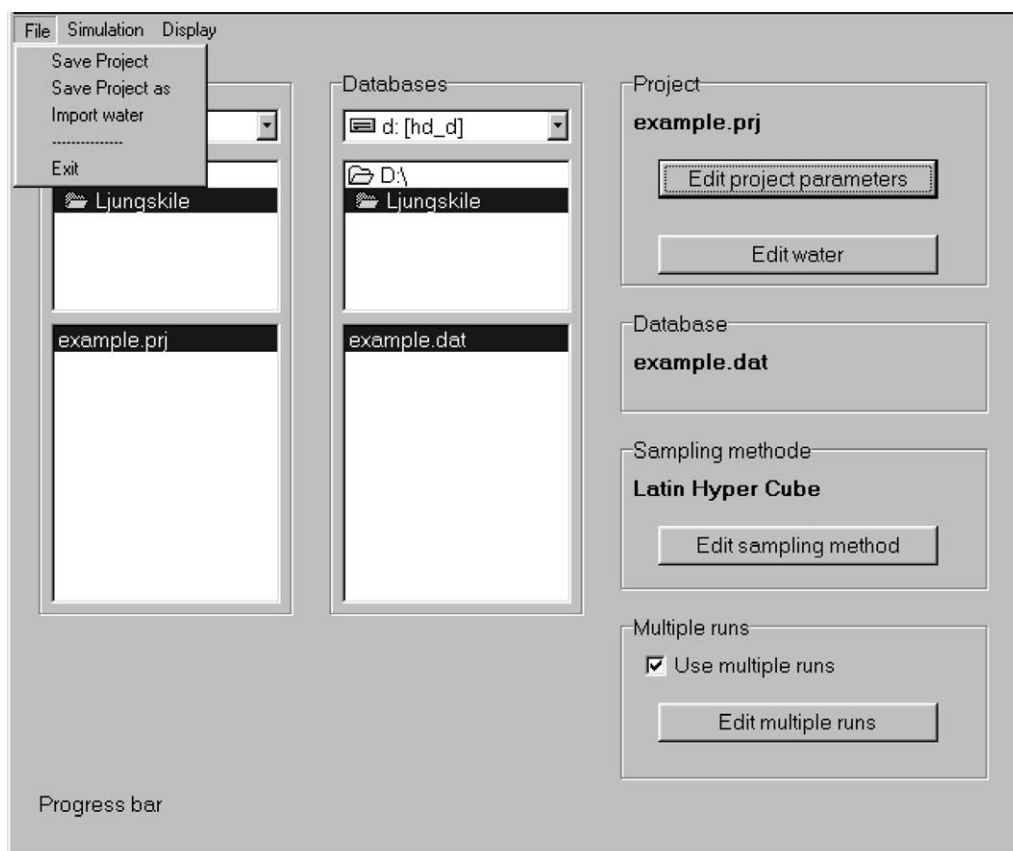 File Simulation Display
Save Project
Save Project as
Import water
---------------
Exit
Ljungskile
example.prj
Databases
d: [hd_d]
D:\
Ljungskile
example.dat
Project
example.prj
Edit project parameters
Edit water
Database
example.dat
Sampling methode
Latin Hyper Cube
Edit sampling method
Multiple runs
Use multiple runs
Edit multiple runs
Progress bar